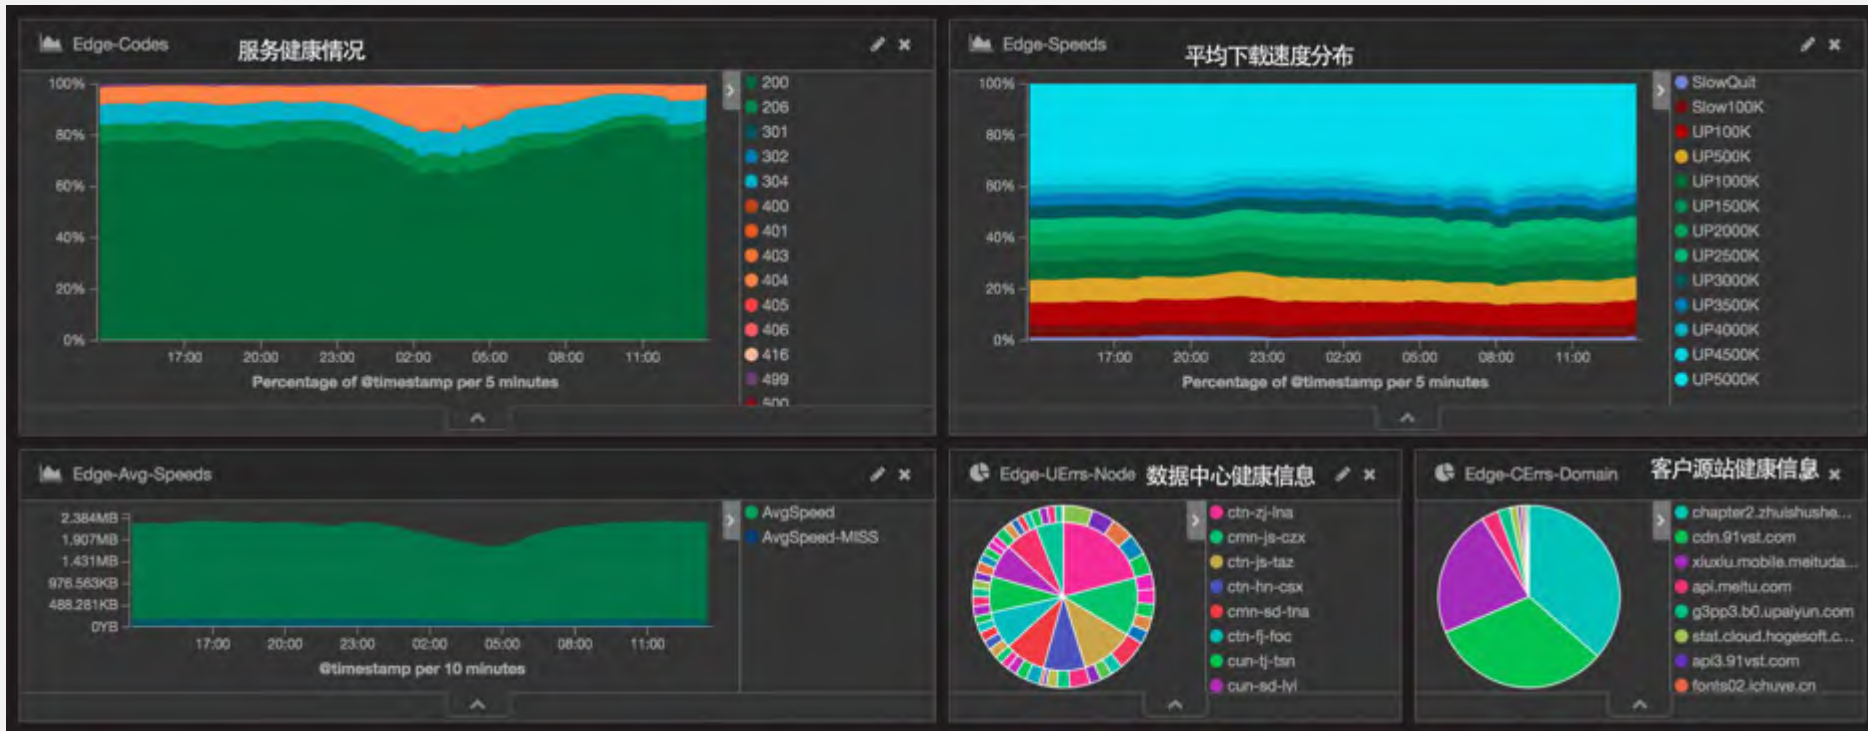 Edge-Codes 服务健康情况
100%
80%
60%
40%
20%
0%
17:00 20:00 23:00 02:00 05:00 08:00 11:00
Percentage of @timestamp per 5 minutes
200
206
301
302
304
400
401
403
404
405
406
416
499
500
Edge-Speeds 平均下载速度分布
100%
80%
60%
40%
20%
0%
17:00 20:00 23:00 02:00 05:00 08:00 11:00
Percentage of @timestamp per 5 minutes
SlowQuit
Slow100K
UP100K
UP500K
UP1000K
UP1500K
UP2000K
UP2500K
UP3000K
UP3500K
UP4000K
UP4500K
UP5000K
Edge-Avg-Speeds
2.384MB
1.907MB
1.431MB
976.563KB
488.281KB
0YB
17:00 20:00 23:00 02:00 05:00 08:00 11:00
@timestamp per 10 minutes
AvgSpeed
AvgSpeed-MISS
Edge-UErrs-Node 数据中心健康信息
ctn-zj-lna
cmn-js-czx
ctn-js-taz
ctn-hn-csx
cmn-sd-tna
ctn-fj-foc
cun-tj-tsn
cun-sd-lyi
Edge-CErrs-Domain 客户源站健康信息
chapter2.zhuishushe...
cdn.91vst.com
xiuxiu.mobile.meituda...
api.meitu.com
g3pp3.b0.upaiyun.com
stat.cloud.hogesoft.c...
api3.91vst.com
fonts02.ichuye.cn